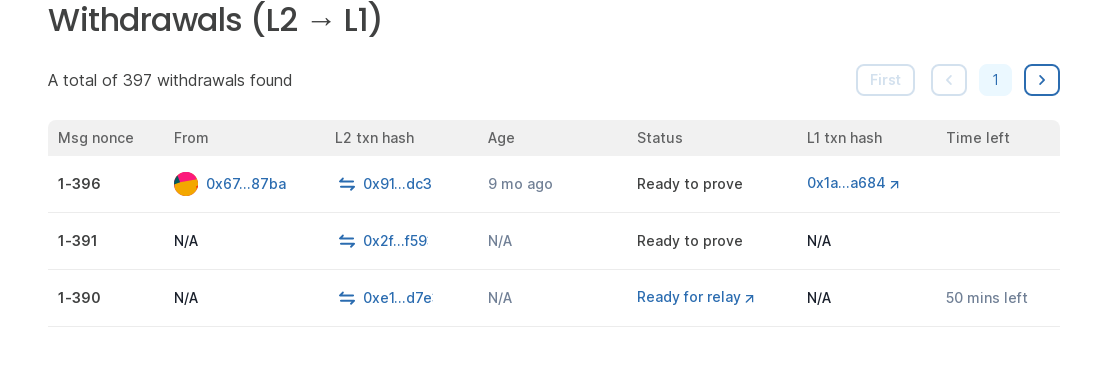 Withdrawals (L2 → L1)
A total of 397 withdrawals found First 1
Msg nonce From L2 txn hash Age Status L1 txn hash Time left
1-396 0x67...87ba 0x91...dc3 9 mo ago Ready to prove 0x1a...a684
1-391 N/A 0x2f...f59 N/A Ready to prove N/A
1-390 N/A 0xe1...d7e N/A Ready for relay N/A 50 mins left